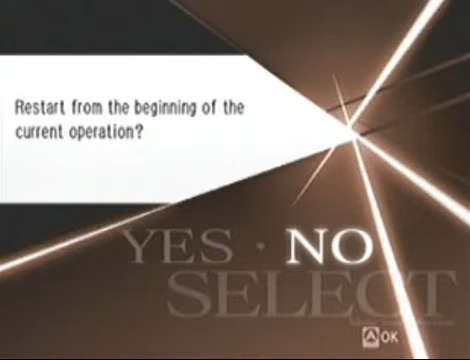 Restart from the beginning of the
current operation?
YES · NO
SELECT
A OK